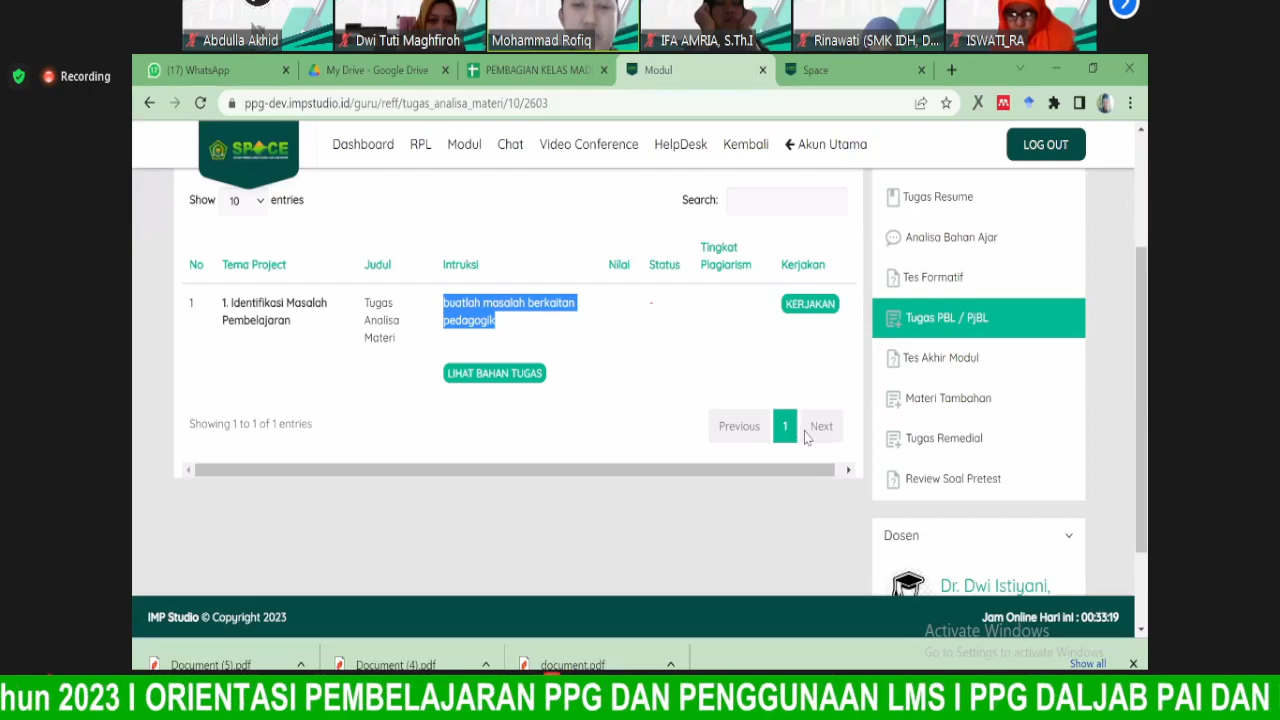 Abdulla Akhid
Dwi Tuti Maghfiroh
Mohammad Rofiq
IFA AMRIA, S.Th.I
Rinawati (SMK IDH, D...
ISWATI_RA
Recording
(17) WhatsApp
My Drive - Google Drive
PEMBAGIAN KELAS MAD
Modul
Space
ppg-dev.impstudio.id/guru/reff/tugas_analisa_materi/10/2603
SPACE
Dashboard RPL Modul Chat Video Conference HelpDesk Kembali Akun Utama
LOG OUT
Show 10 entries
Search:
No Tema Project Judul Intruksi Nilai Status Tingkat Plagiarism Kerjakan
1
1. Identifikasi Masalah
Pembelajaran
Tugas
Analisa
Materi
buatlah masalah berkaitan
pedagogik
LIHAT BAHAN TUGAS
-
KERJAKAN
Showing 1 to 1 of 1 entries
Previous 1 Next
Tugas Resume
Analisa Bahan Ajar
Tes Formatif
Tugas PBL / PjBL
Tes Akhir Modul
Materi Tambahan
Tugas Remedial
Review Soal Pretest
Dosen
Dr. Dwi Istiyani,
IMP Studio © Copyright 2023
Jam Online Hari ini : 00:33:19
Activate Windows
Go to Settings to activate Windows.
Document (5).pdf
Document (4).pdf
document.pdf
Show all
hun 2023 I ORIENTASI PEMBELAJARAN PPG DAN PENGGUNAAN LMS I PPG DALJAB PAI DAN